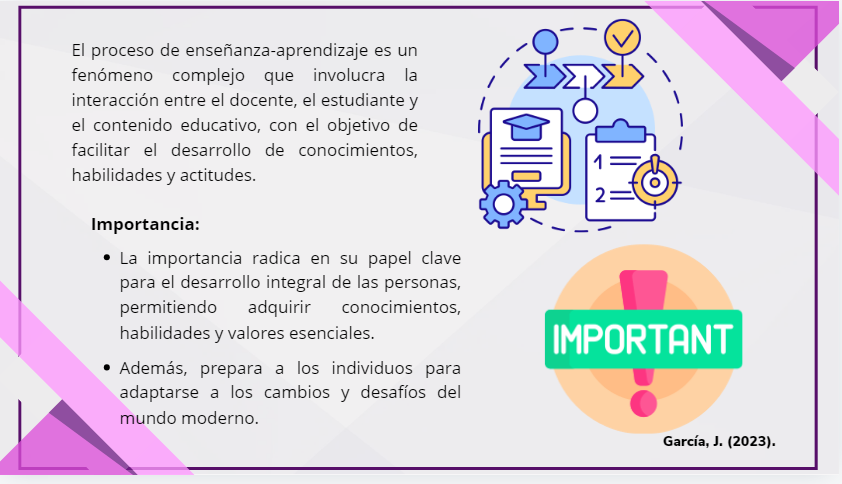 El proceso de enseñanza-aprendizaje es un
fenómeno complejo que involucra la
interacción entre el docente, el estudiante y
el contenido educativo, con el objetivo de
facilitar el desarrollo de conocimientos,
habilidades y actitudes.
1
2
Importancia:
La importancia radica en su papel clave
para el desarrollo integral de las personas,
permitiendo adquirir conocimientos,
habilidades y valores esenciales.
Además, prepara a los individuos para
adaptarse a los cambios y desafíos del
mundo moderno.
IMPORTANT
García, J. (2023).